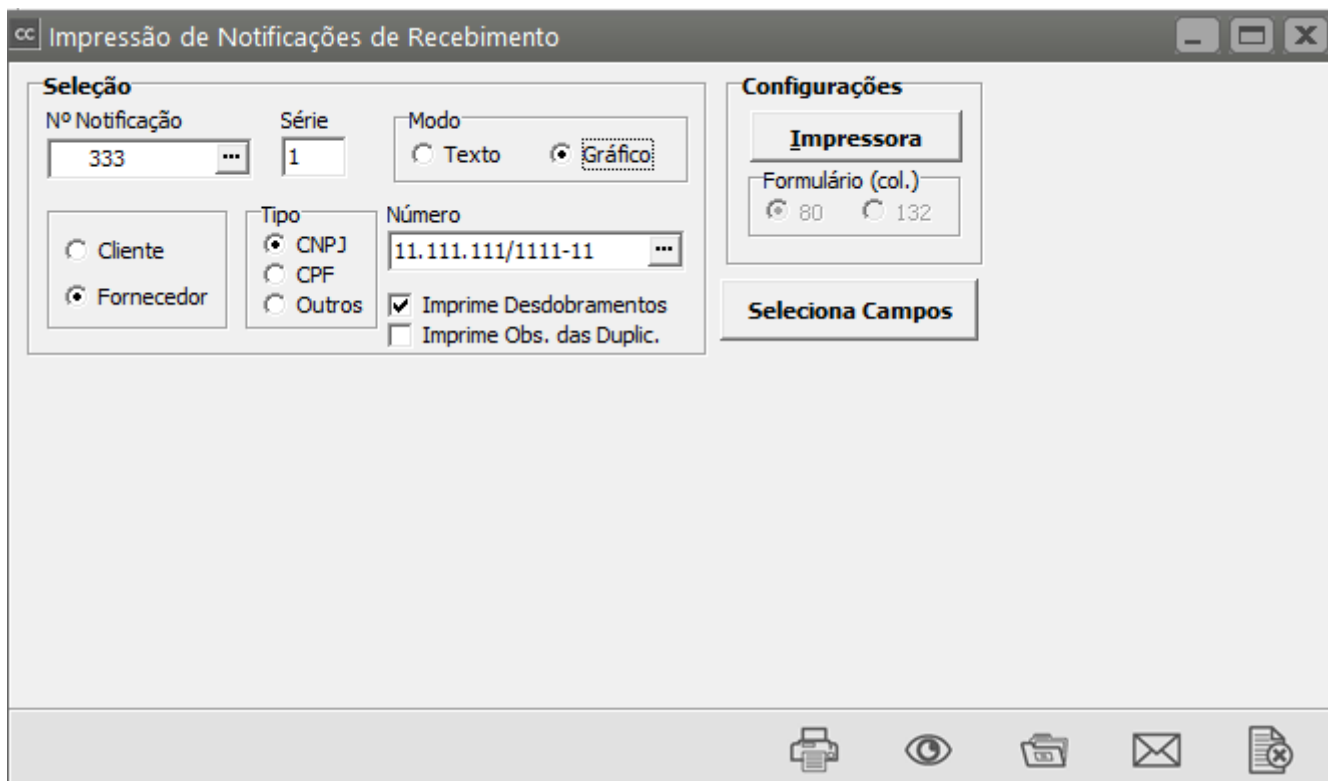 cc Impressão de Notificações de Recebimento
Seleção
Nº Notificação
333 ...
Série
1
Modo
Texto Gráfico
Cliente
Fornecedor
Tipo
CNPJ
CPF
Outros
Número
11.111.111/1111-11 ...
Imprime Desdobramentos
Imprime Obs. das Duplic.
Configurações
Impressora
Formulário (col.)
80 132
Seleciona Campos